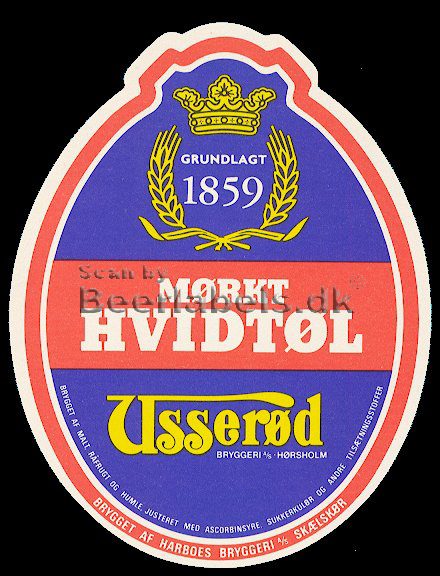 GRUNDLAGT
1859
Scan by
MØRKT
Beerlabels.dk
HVIDTØL
Usserød
BRYGGERI A/S · HØRSHOLM
BRYGGET AF MALT, RÅFRUGT OG HUMLE JUSTERET MED ASCORBINSYRE, SUKKERKULØR OG ANDRE TILSÆTNINGSSTOFFER
BRYGGET AF HARBOES BRYGGERI A/S SKÆLSKØR